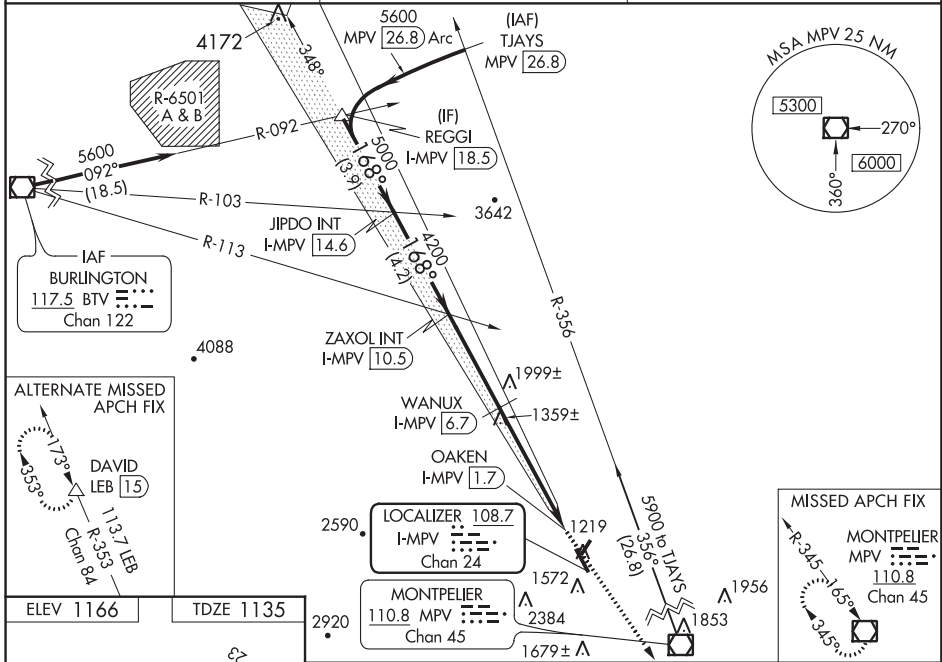 4172
348°
5600
MPV 26.8 Arc
(IAF)
TJAYS
MPV 26.8
MSA MPV 25 NM
5300
270°
6000
360°
R-6501
A & B
R-092
(IF)
REGGI
I-MPV 18.5
5600
092°
(18.5)
5000
168°
(3.9)
R-103
3642
JIPDO INT
I-MPV 14.6
R-113
4200
168°
(4.2)
IAF
BURLINGTON
117.5 BTV
Chan 122
R-356
ZAXOL INT
I-MPV 10.5
4088
1999±
WANUX
I-MPV 6.7
1359±
ALTERNATE MISSED
APCH FIX
173°
353°
DAVID
LEB 15
113.7 LEB
R-353
Chan 84
OAKEN
I-MPV 1.7
2590
LOCALIZER 108.7
I-MPV
Chan 24
1219
1572
5900 to TJAYS
356°
(26.8)
MISSED APCH FIX
MONTPELIER
MPV
110.8
Chan 45
R-345
165°
345°
1956
ELEV 1166
TDZE 1135
2920
MONTPELIER
110.8 MPV
Chan 45
2384
1853
1679±
23